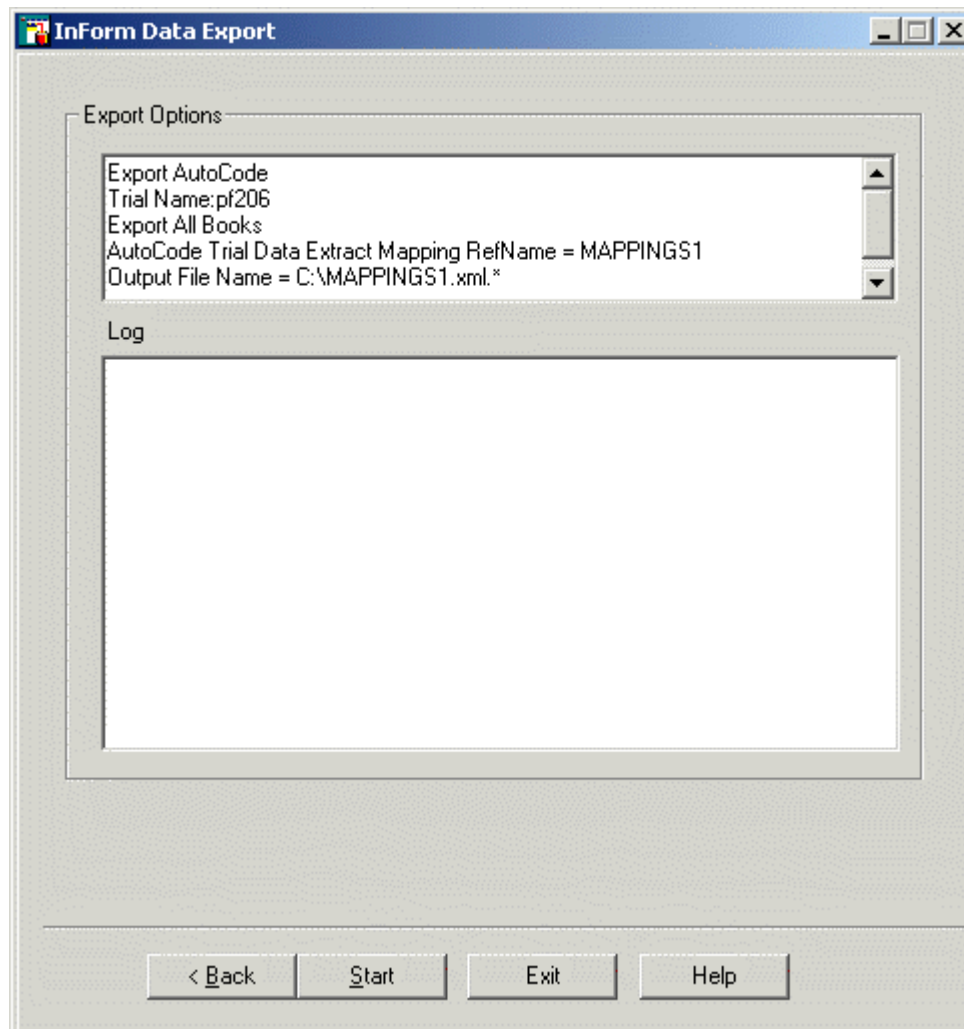 InForm Data Export
Export Options
Export AutoCode
Trial Name:pf206
Export All Books
AutoCode Trial Data Extract Mapping RefName = MAPPINGS1
Output File Name = C:\MAPPINGS1.xml.*
Log
< Back Start Exit Help